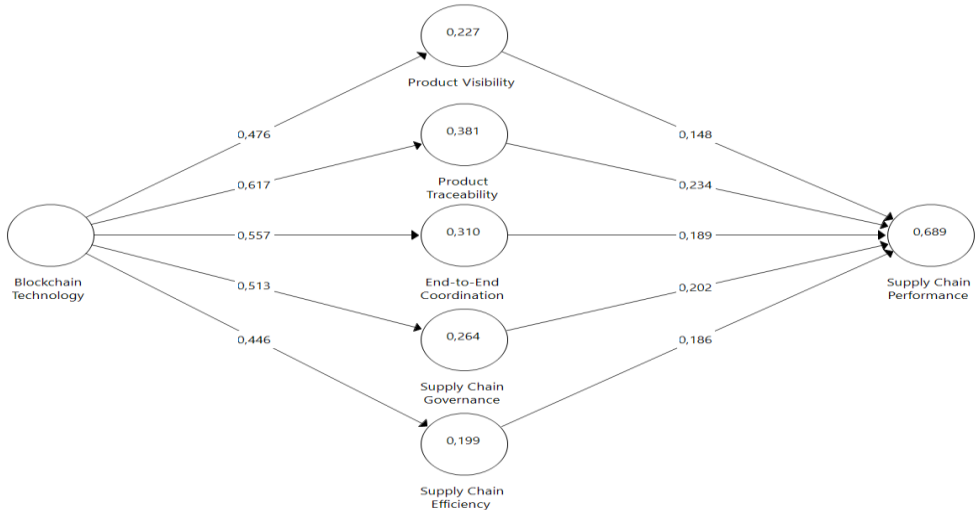 0,227
Product Visibility
0,476
0,148
0,381
Product
Traceability
0,617
0,234
Blockchain
Technology
0,557
0,310
End-to-End
Coordination
0,189
0,689
Supply Chain
Performance
0,513
0,202
0,264
Supply Chain
Governance
0,446
0,186
0,199
Supply Chain
Efficiency